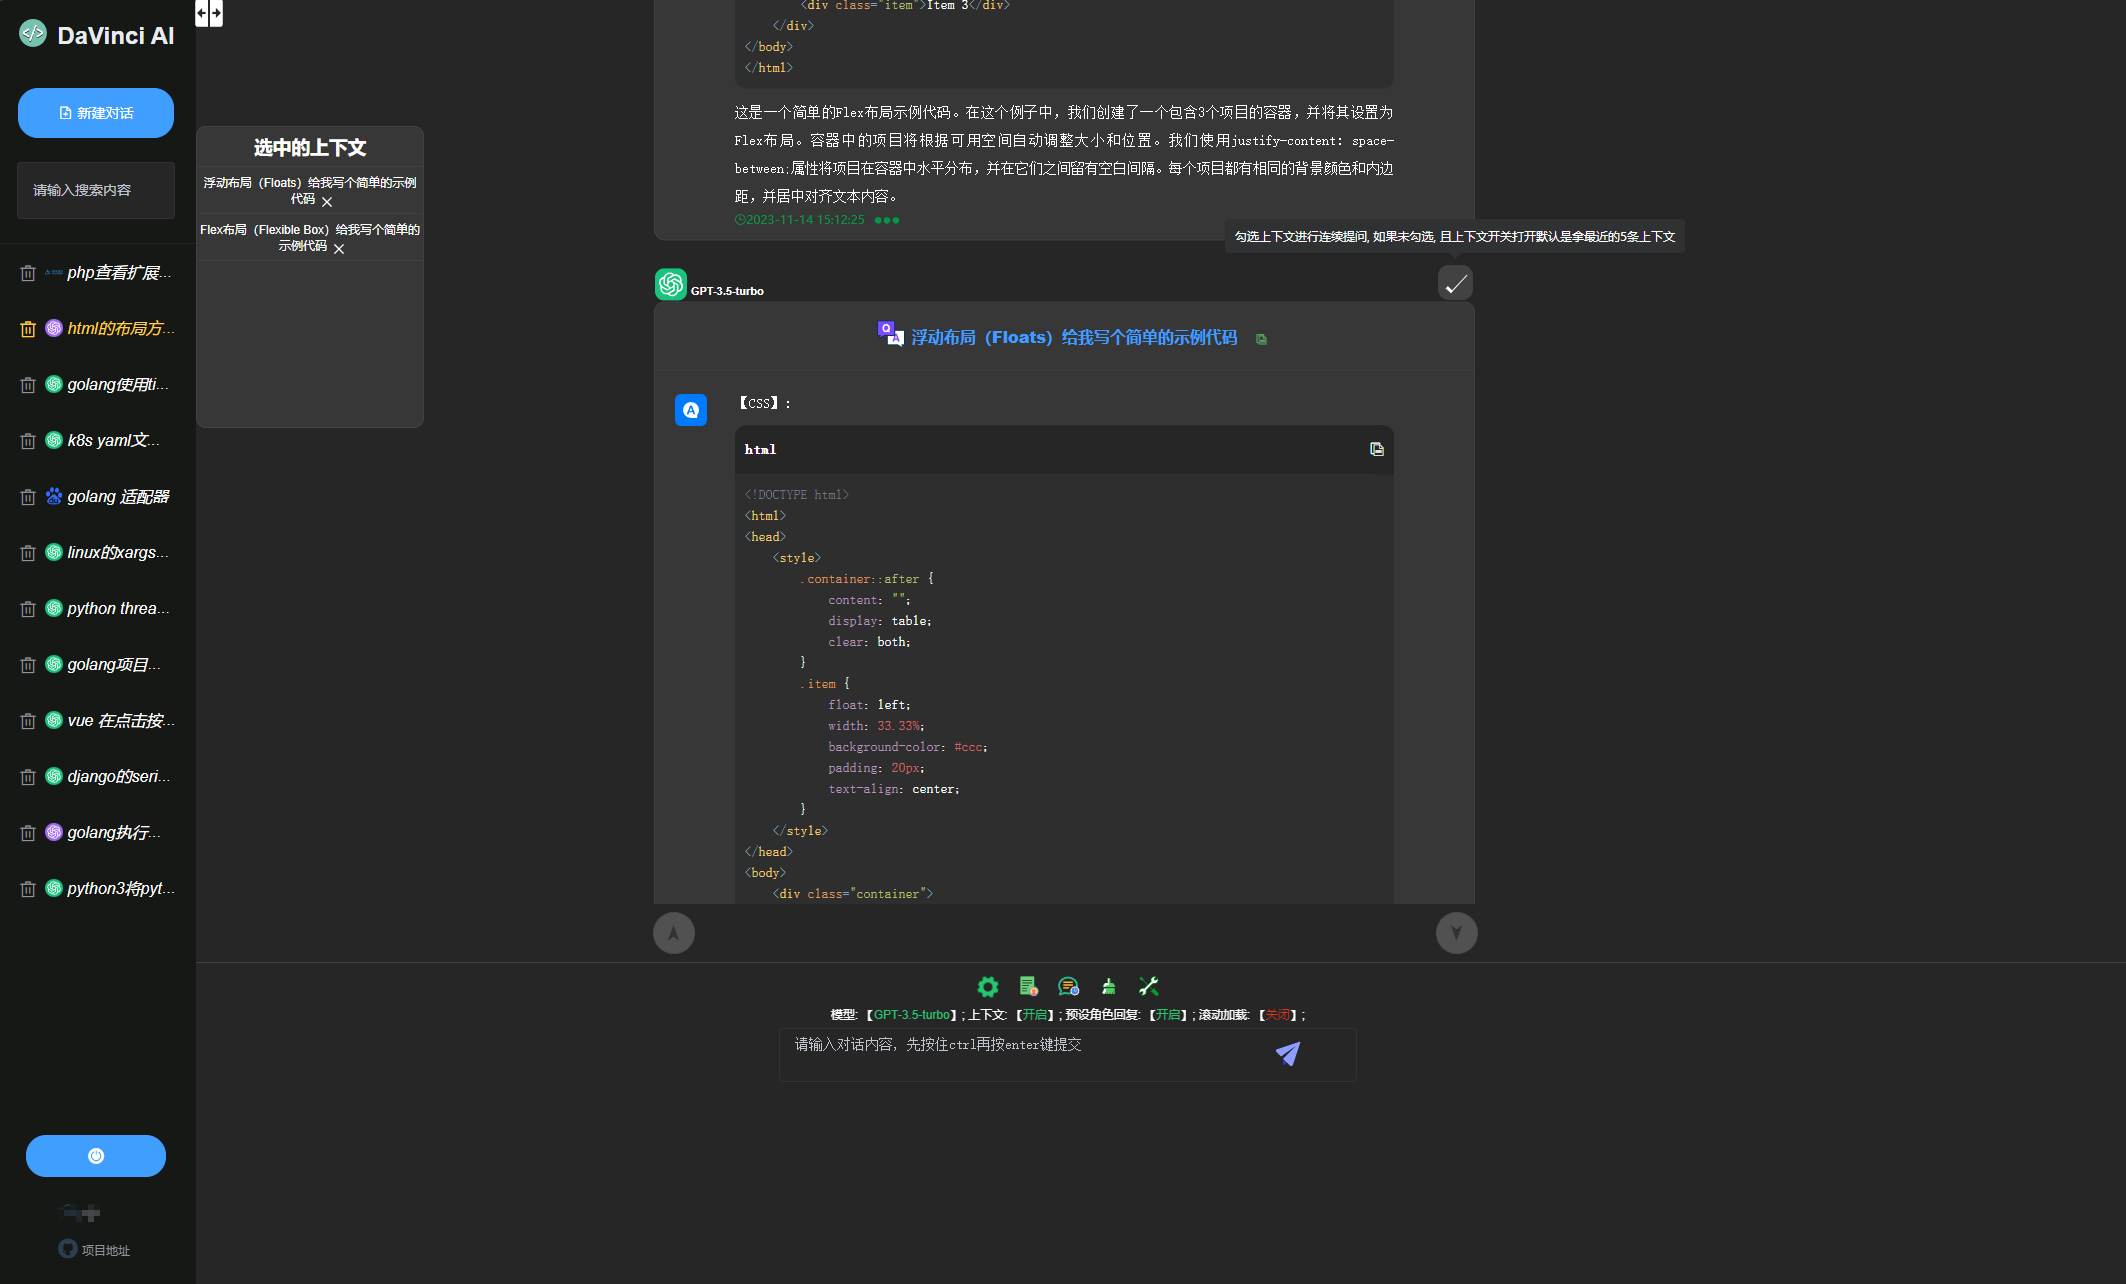 DaVinci AI
新建对话
请输入搜索内容
php查看扩展...
html的布局方...
golang使用ti...
k8s yaml文...
golang 适配器
linux的xargs...
python threa...
golang项目...
vue 在点击按...
django的seri...
golang执行...
python3将pyt...
项目地址
选中的上下文
浮动布局（Floats）给我写个简单的示例
代码
Flex布局（Flexible Box）给我写个简单的
示例代码
<div class="item">Item 3</div>
</div>
</body>
</html>
这是一个简单的Flex布局示例代码。在这个例子中，我们创建了一个包含3个项目的容器，并将其设置为
Flex布局。容器中的项目将根据可用空间自动调整大小和位置。我们使用justify-content: space-
between;属性将项目在容器中水平分布，并在它们之间留有空白间隔。每个项目都有相同的背景颜色和内边
距，并居中对齐文本内容。
2023-11-14 15:12:25
勾选上下文进行连续提问, 如果未勾选, 且上下文开关打开默认是拿最近的5条上下文
GPT-3.5-turbo
浮动布局（Floats）给我写个简单的示例代码
【CSS】:
html
<!DOCTYPE html>
<html>
<head>
<style>
.container::after {
content: "";
display: table;
clear: both;
}
.item {
float: left;
width: 33.33%;
background-color: #ccc;
padding: 20px;
text-align: center;
}
</style>
</head>
<body>
<div class="container">
模型: 【GPT-3.5-turbo】; 上下文: 【开启】; 预设角色回复: 【开启】; 滚动加载: 【关闭】;
请输入对话内容, 先按住ctrl再按enter键提交